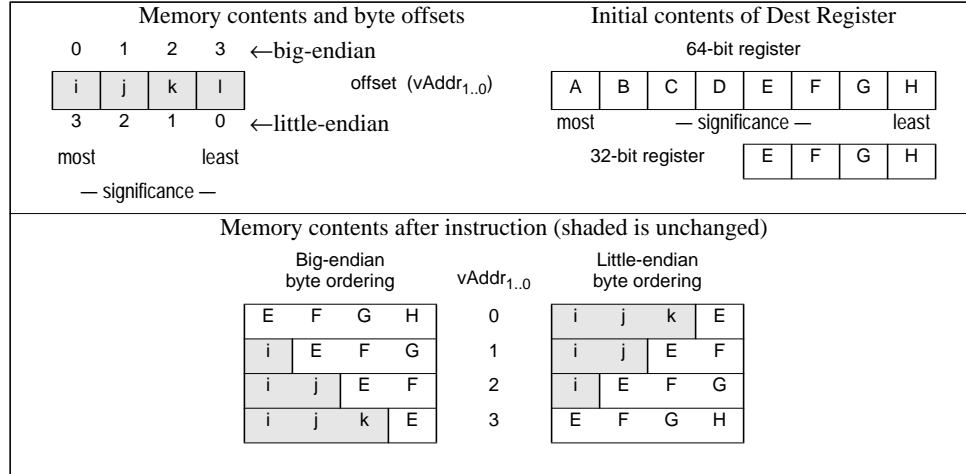 Memory contents and byte offsets
Initial contents of Dest Register
0 1 2 3 ←big-endian
64-bit register
i j k l
offset (vAddr1..0)
A B C D E F G H
3 2 1 0 ←little-endian
most — significance — least
most least
32-bit register E F G H
— significance —
Memory contents after instruction (shaded is unchanged)
Big-endian
byte ordering
vAddr1..0
Little-endian
byte ordering
E F G H 0 i j k E
i E F G 1 i j E F
i j E F 2 i E F G
i j k E 3 E F G H